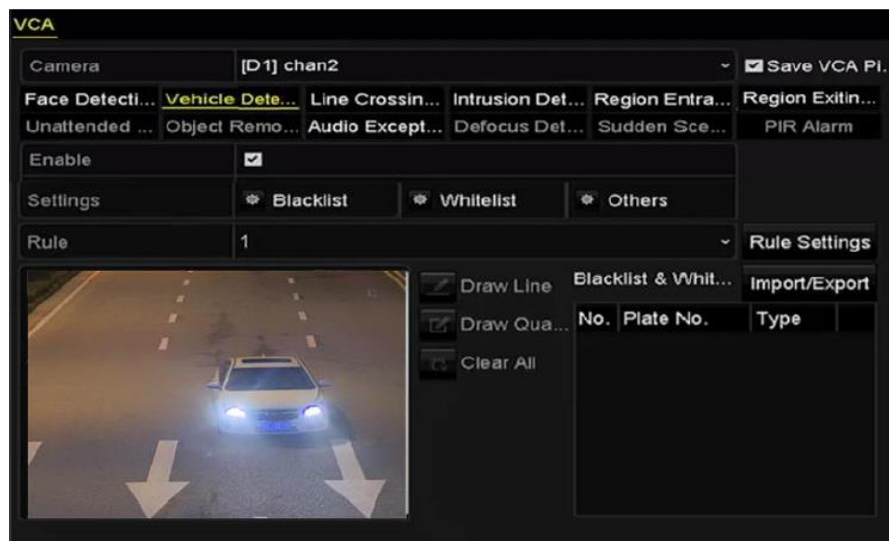 VCA
Camera [D1] chan2 Save VCA Pi.
Face Detecti... Vehicle Dete... Line Crossin... Intrusion Det... Region Entra... Region Exitin...
Unattended ... Object Remo... Audio Except... Defocus Det... Sudden Sce... PIR Alarm
Enable
Settings Blacklist Whitelist Others
Rule 1 Rule Settings
Draw Line Blacklist & Whit... Import/Export
Draw Qua... No. Plate No. Type
Clear All